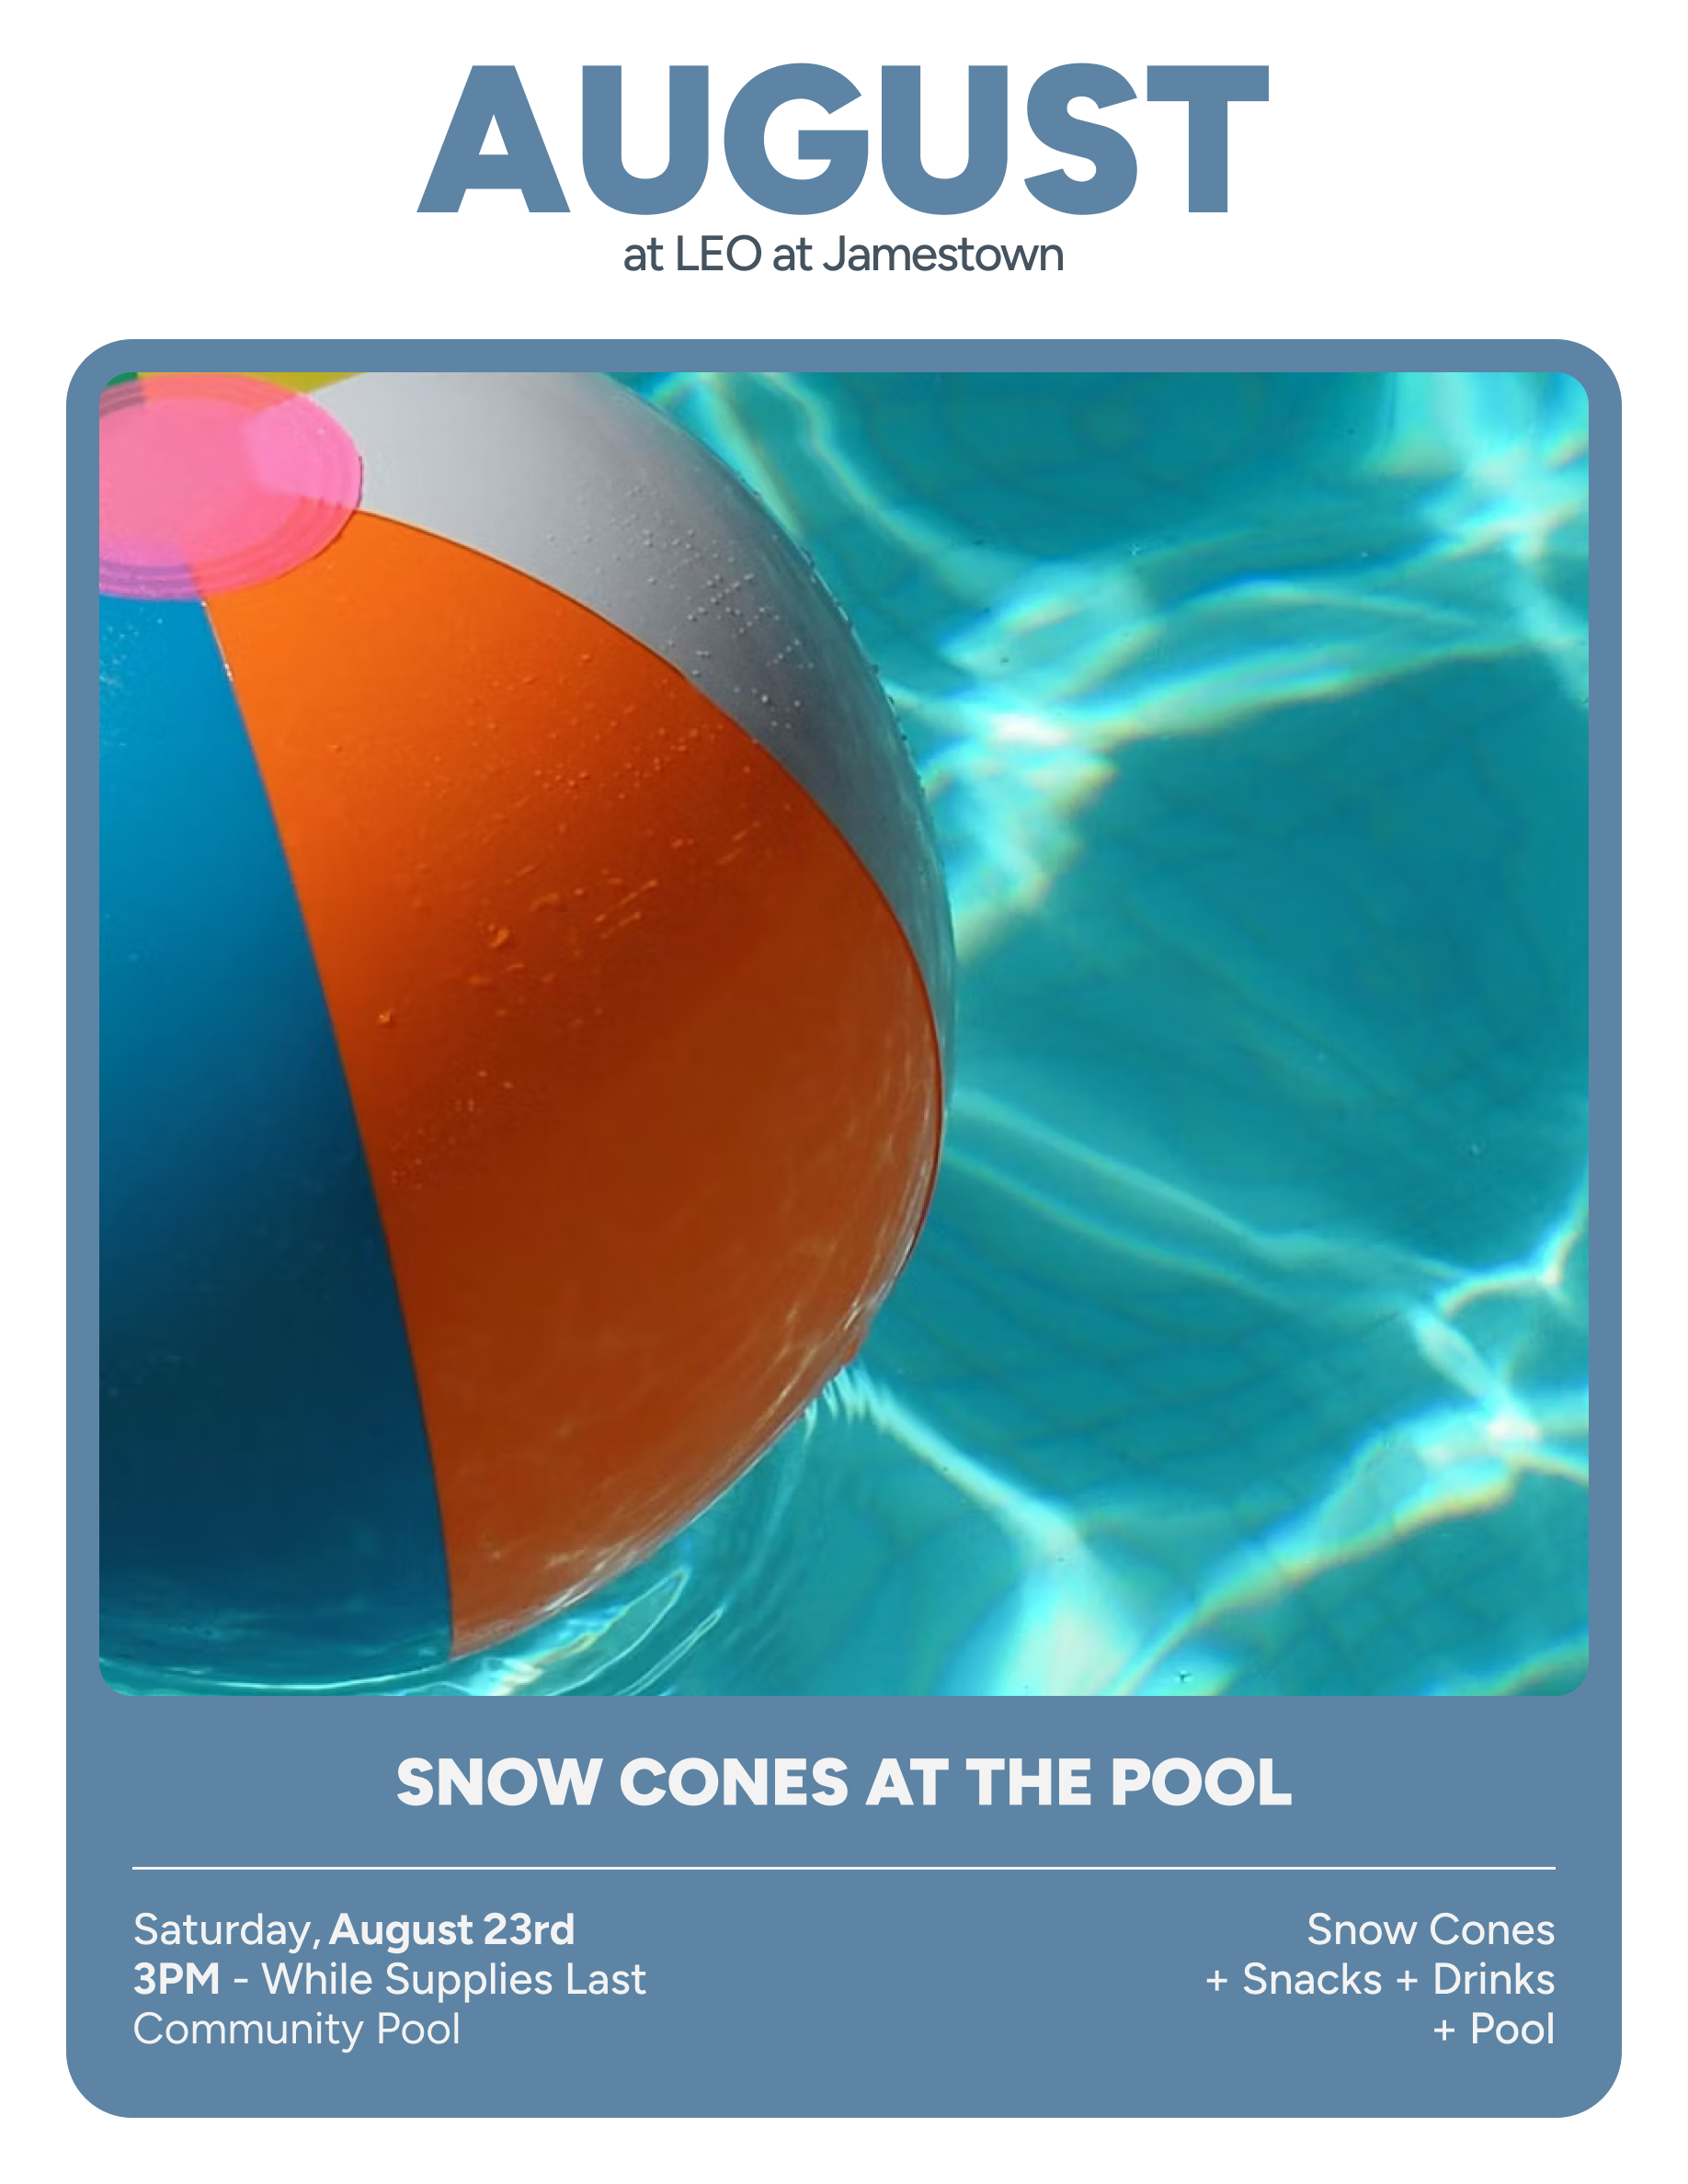 AUGUST
at LEO at Jamestown
SNOW CONES AT THE POOL
Saturday, August 23rd
3PM - While Supplies Last
Community Pool
Snow Cones
+ Snacks + Drinks
+ Pool